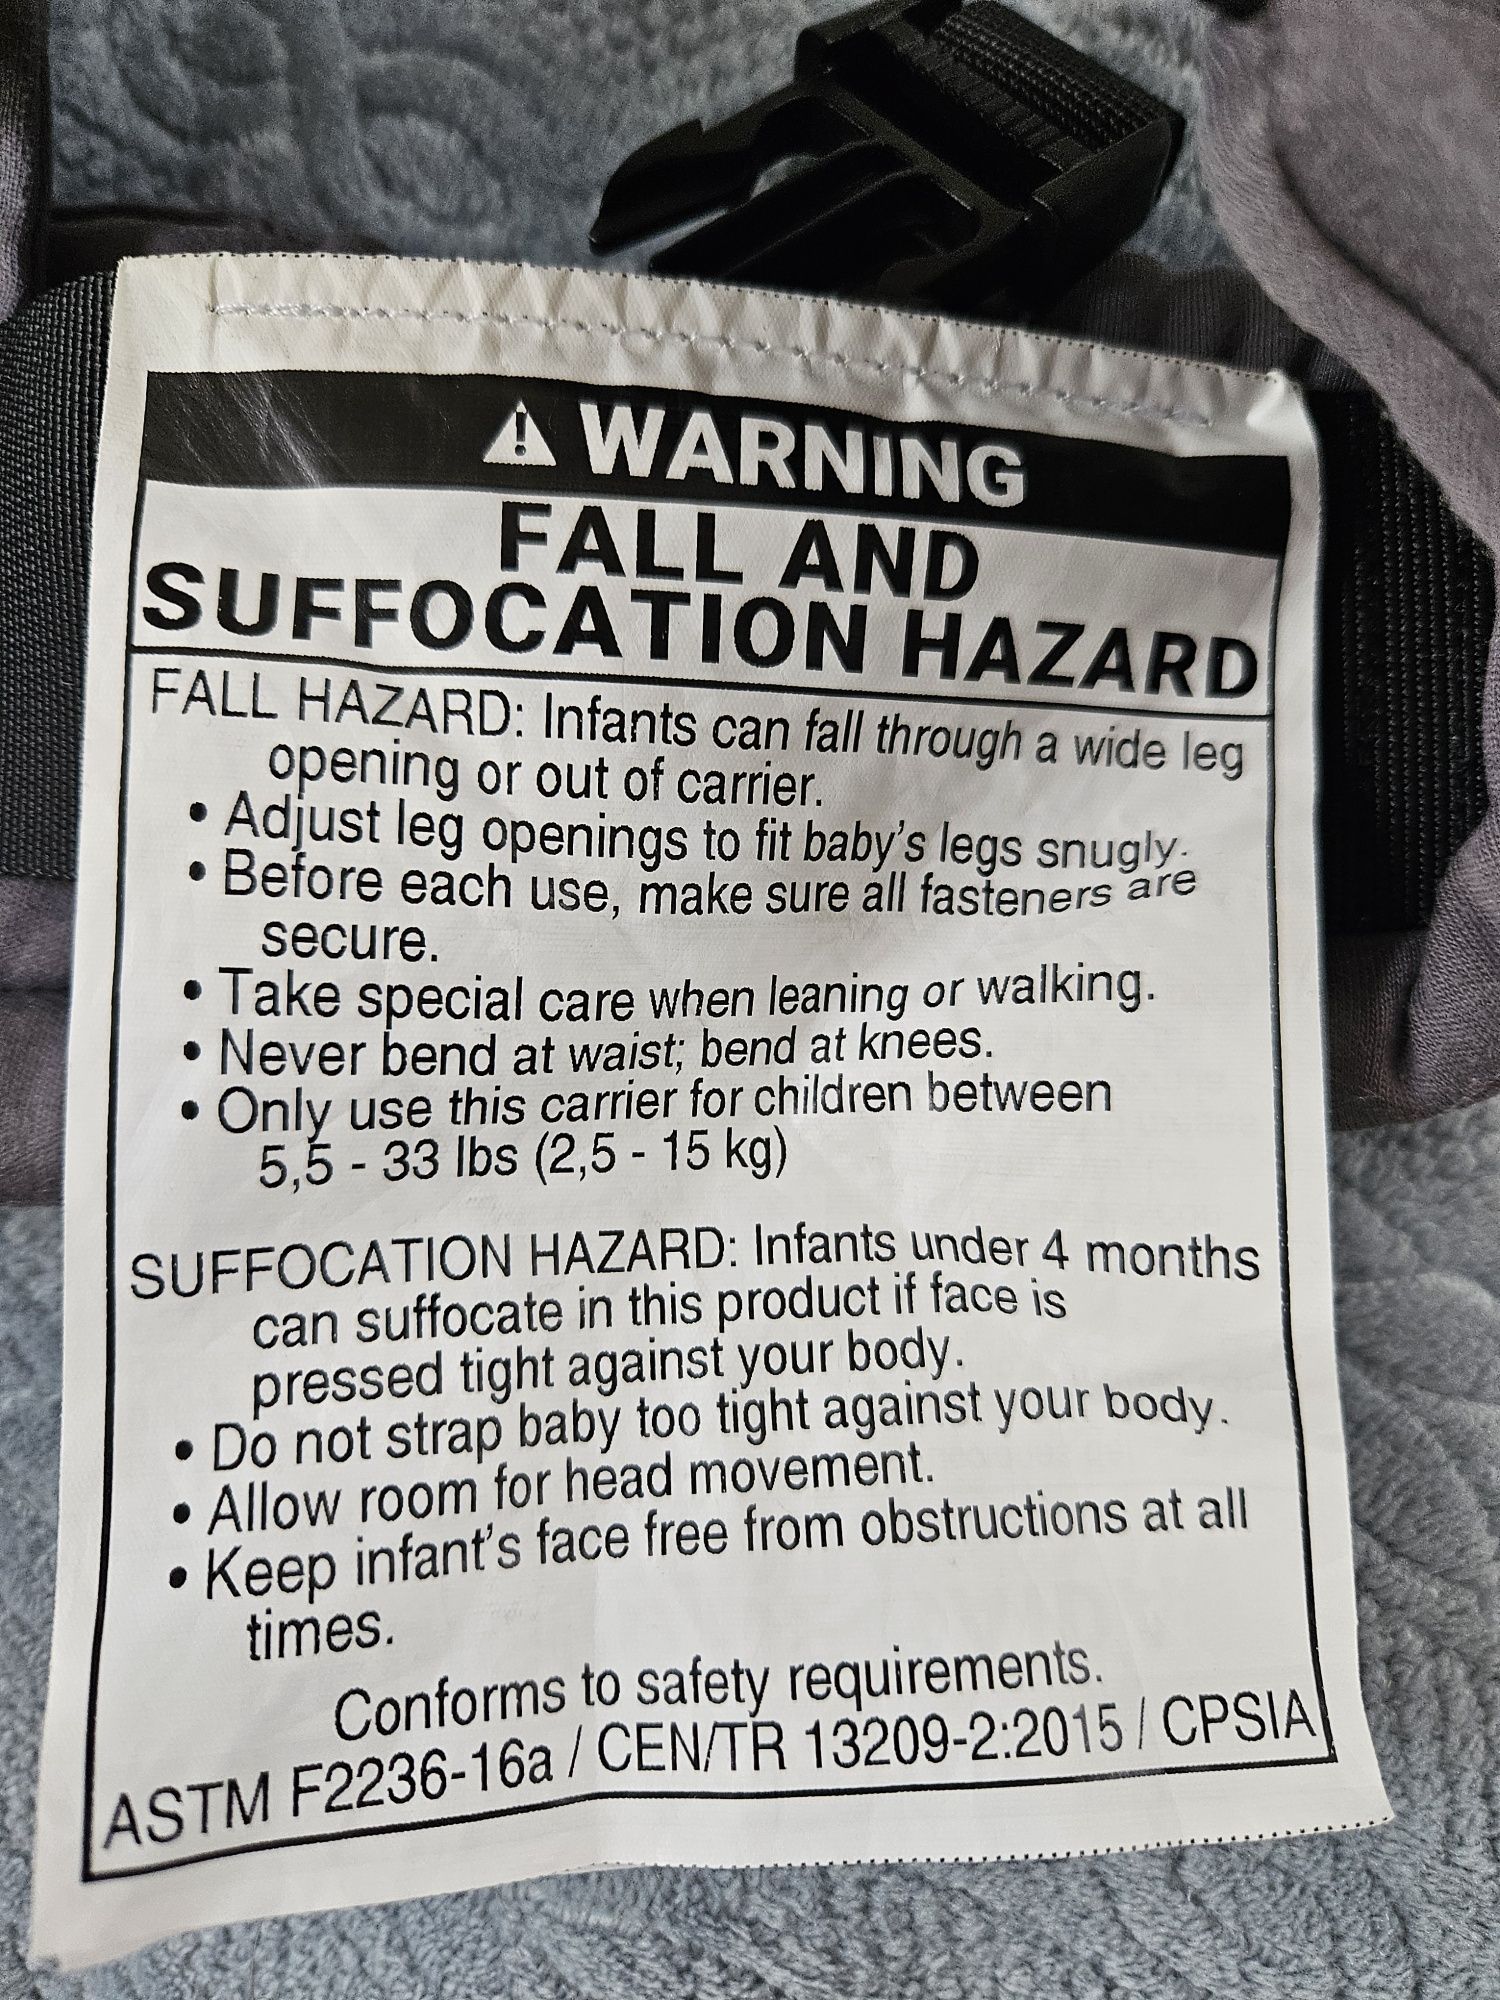 ⚠ WARNING
FALL AND
SUFFOCATION HAZARD
FALL HAZARD: Infants can fall through a wide leg
opening or out of carrier.
• Adjust leg openings to fit baby's legs snugly.
• Before each use, make sure all fasteners are
secure.
• Take special care when leaning or walking.
• Never bend at waist; bend at knees.
• Only use this carrier for children between
5,5 - 33 lbs (2,5 - 15 kg)
SUFFOCATION HAZARD: Infants under 4 months
can suffocate in this product if face is
pressed tight against your body.
• Do not strap baby too tight against your body.
• Allow room for head movement.
• Keep infant's face free from obstructions at all
times.
Conforms to safety requirements.
ASTM F2236-16a / CEN/TR 13209-2:2015 / CPSIA